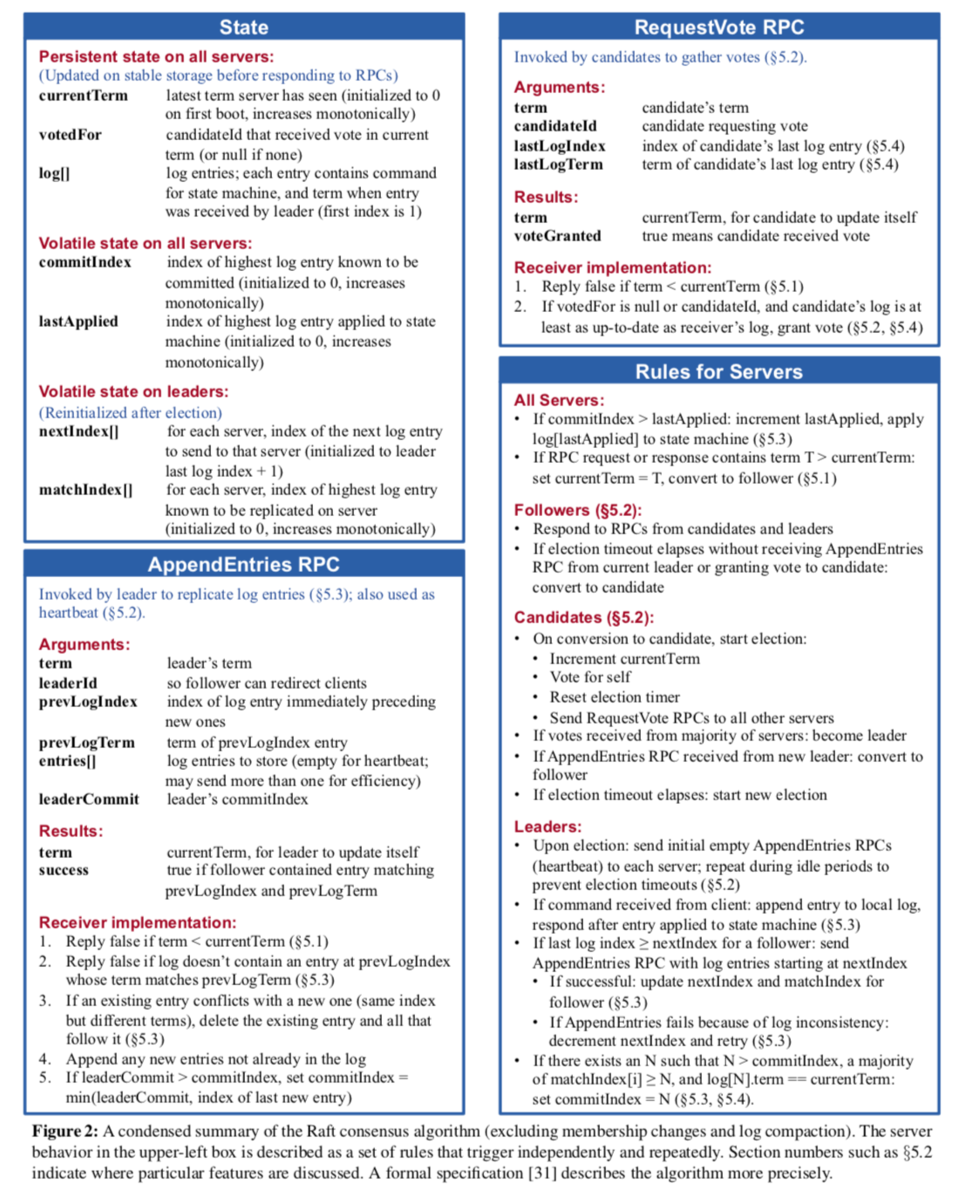 State
Persistent state on all servers:
(Updated on stable storage before responding to RPCs)
currentTerm latest term server has seen (initialized to 0
on first boot, increases monotonically)
votedFor candidateId that received vote in current
term (or null if none)
log[] log entries; each entry contains command
for state machine, and term when entry
was received by leader (first index is 1)
Volatile state on all servers:
commitIndex index of highest log entry known to be
committed (initialized to 0, increases
monotonically)
lastApplied index of highest log entry applied to state
machine (initialized to 0, increases
monotonically)
Volatile state on leaders:
(Reinitialized after election)
nextIndex[] for each server, index of the next log entry
to send to that server (initialized to leader
last log index + 1)
matchIndex[] for each server, index of highest log entry
known to be replicated on server
(initialized to 0, increases monotonically)
AppendEntries RPC
Invoked by leader to replicate log entries (§5.3); also used as
heartbeat (§5.2).
Arguments:
term leader's term
leaderId so follower can redirect clients
prevLogIndex index of log entry immediately preceding
new ones
prevLogTerm term of prevLogIndex entry
entries[] log entries to store (empty for heartbeat;
may send more than one for efficiency)
leaderCommit leader's commitIndex
Results:
term currentTerm, for leader to update itself
success true if follower contained entry matching
prevLogIndex and prevLogTerm
Receiver implementation:
1. Reply false if term < currentTerm (§5.1)
2. Reply false if log doesn't contain an entry at prevLogIndex
whose term matches prevLogTerm (§5.3)
3. If an existing entry conflicts with a new one (same index
but different terms), delete the existing entry and all that
follow it (§5.3)
4. Append any new entries not already in the log
5. If leaderCommit > commitIndex, set commitIndex =
min(leaderCommit, index of last new entry)
RequestVote RPC
Invoked by candidates to gather votes (§5.2).
Arguments:
term candidate's term
candidateId candidate requesting vote
lastLogIndex index of candidate's last log entry (§5.4)
lastLogTerm term of candidate's last log entry (§5.4)
Results:
term currentTerm, for candidate to update itself
voteGranted true means candidate received vote
Receiver implementation:
1. Reply false if term < currentTerm (§5.1)
2. If votedFor is null or candidateId, and candidate's log is at
least as up-to-date as receiver's log, grant vote (§5.2, §5.4)
Rules for Servers
All Servers:
• If commitIndex > lastApplied: increment lastApplied, apply
log[lastApplied] to state machine (§5.3)
• If RPC request or response contains term T > currentTerm:
set currentTerm = T, convert to follower (§5.1)
Followers (§5.2):
• Respond to RPCs from candidates and leaders
• If election timeout elapses without receiving AppendEntries
RPC from current leader or granting vote to candidate:
convert to candidate
Candidates (§5.2):
• On conversion to candidate, start election:
• Increment currentTerm
• Vote for self
• Reset election timer
• Send RequestVote RPCs to all other servers
• If votes received from majority of servers: become leader
• If AppendEntries RPC received from new leader: convert to
follower
• If election timeout elapses: start new election
Leaders:
• Upon election: send initial empty AppendEntries RPCs
(heartbeat) to each server; repeat during idle periods to
prevent election timeouts (§5.2)
• If command received from client: append entry to local log,
respond after entry applied to state machine (§5.3)
• If last log index ≥ nextIndex for a follower: send
AppendEntries RPC with log entries starting at nextIndex
• If successful: update nextIndex and matchIndex for
follower (§5.3)
• If AppendEntries fails because of log inconsistency:
decrement nextIndex and retry (§5.3)
• If there exists an N such that N > commitIndex, a majority
of matchIndex[i] ≥ N, and log[N].term == currentTerm:
set commitIndex = N (§5.3, §5.4).
Figure 2: A condensed summary of the Raft consensus algorithm (excluding membership changes and log compaction). The server
behavior in the upper-left box is described as a set of rules that trigger independently and repeatedly. Section numbers such as §5.2
indicate where particular features are discussed. A formal specification [31] describes the algorithm more precisely.